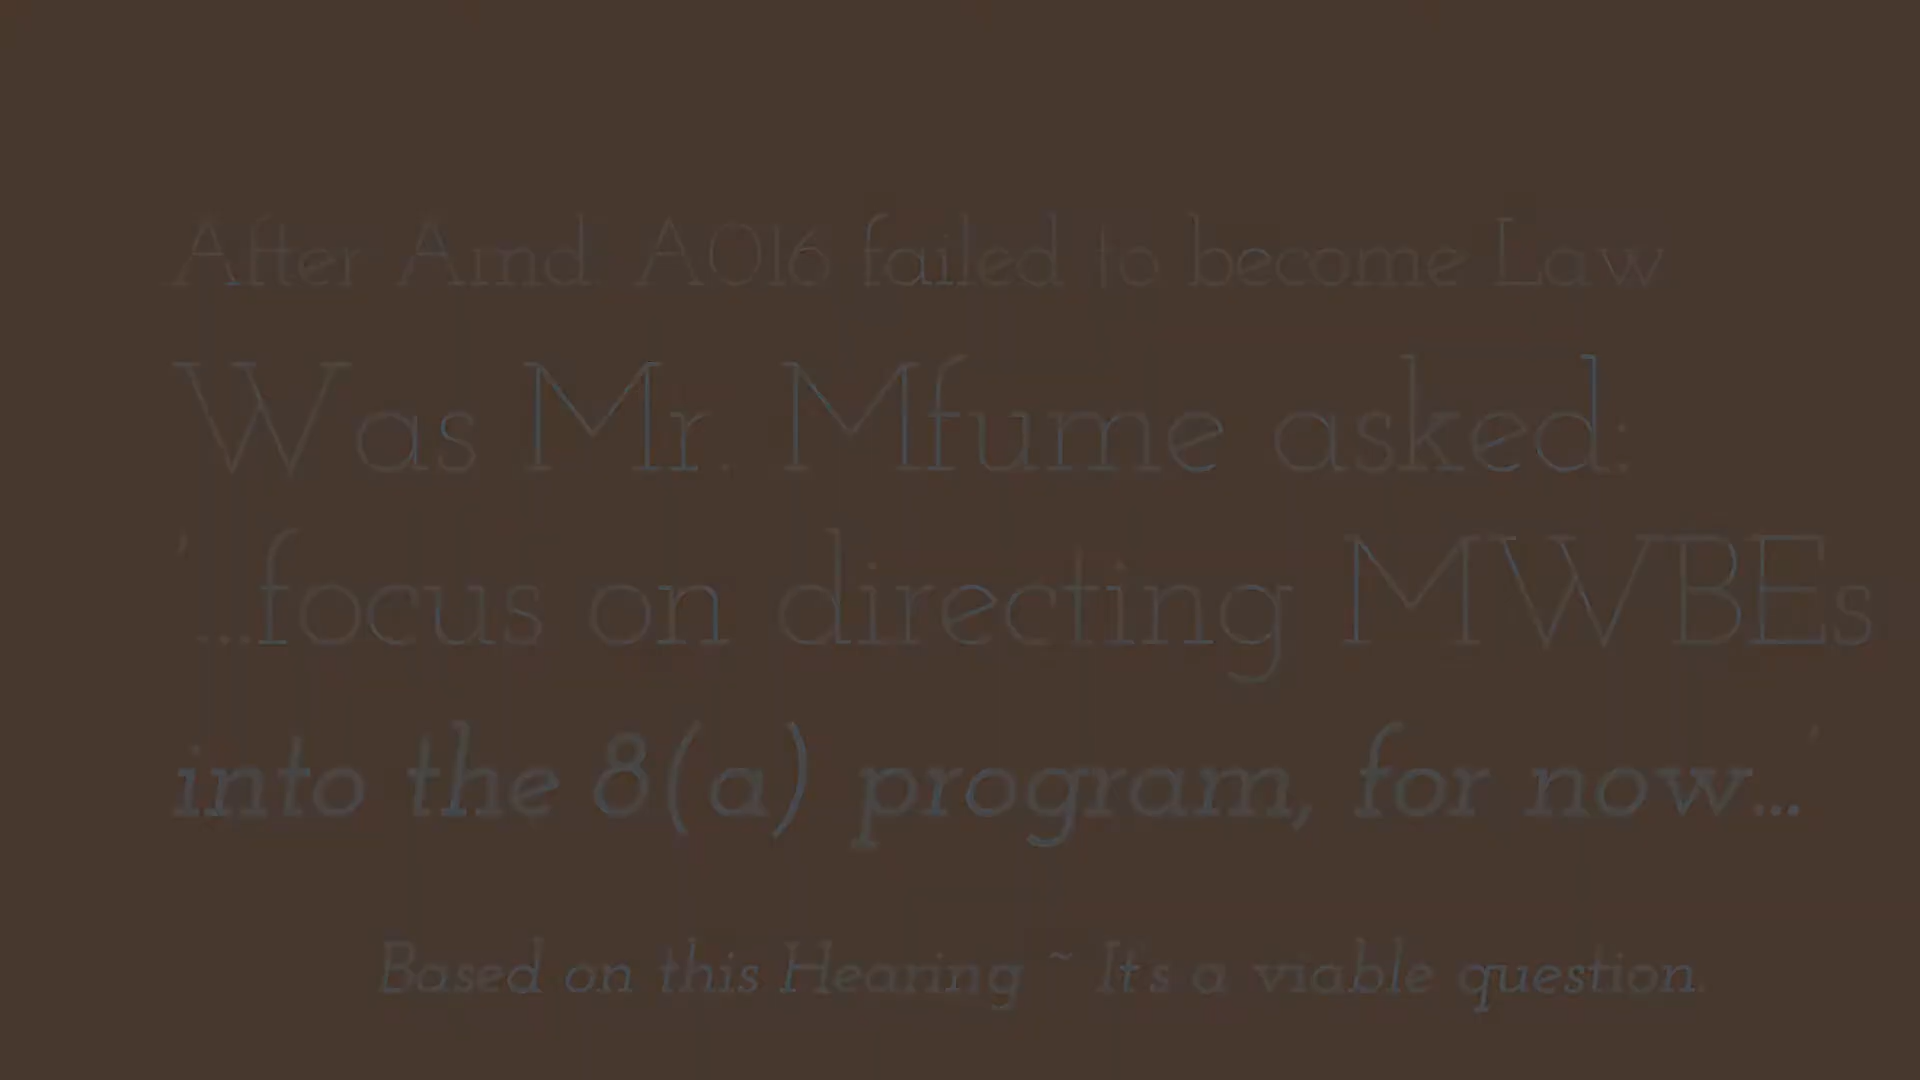 After Amd A016 failed to become Law
Was Mr. Mfume asked:
'...focus on directing MWBEs
into the 8(a) program, for now...'
Based on this Hearing ~ It's a viable question.